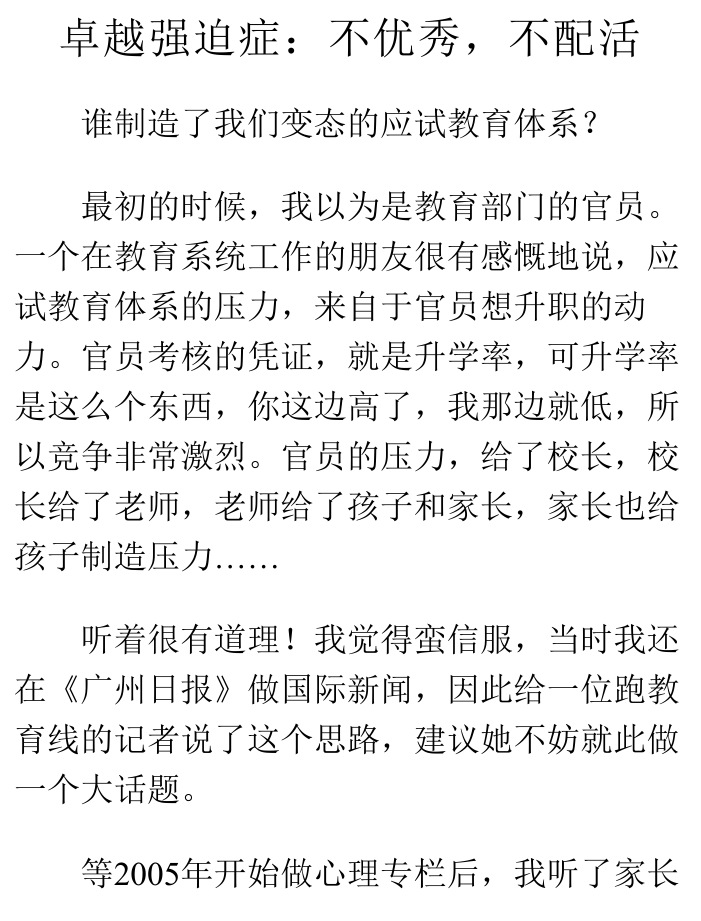 卓越强迫症：不优秀，不配活
谁制造了我们变态的应试教育体系？
最初的时候，我以为是教育部门的官员。
一个在教育系统工作的朋友很有感慨地说，应
试教育体系的压力，来自于官员想升职的动
力。官员考核的凭证，就是升学率，可升学率
是这么个东西，你这边高了，我那边就低，所
以竞争非常激烈。官员的压力，给了校长，校
长给了老师，老师给了孩子和家长，家长也给
孩子制造压力……
听着很有道理！我觉得蛮信服，当时我还
在《广州日报》做国际新闻，因此给一位跑教
育线的记者说了这个思路，建议她不妨就此做
一个大话题。
等2005年开始做心理专栏后，我听了家长